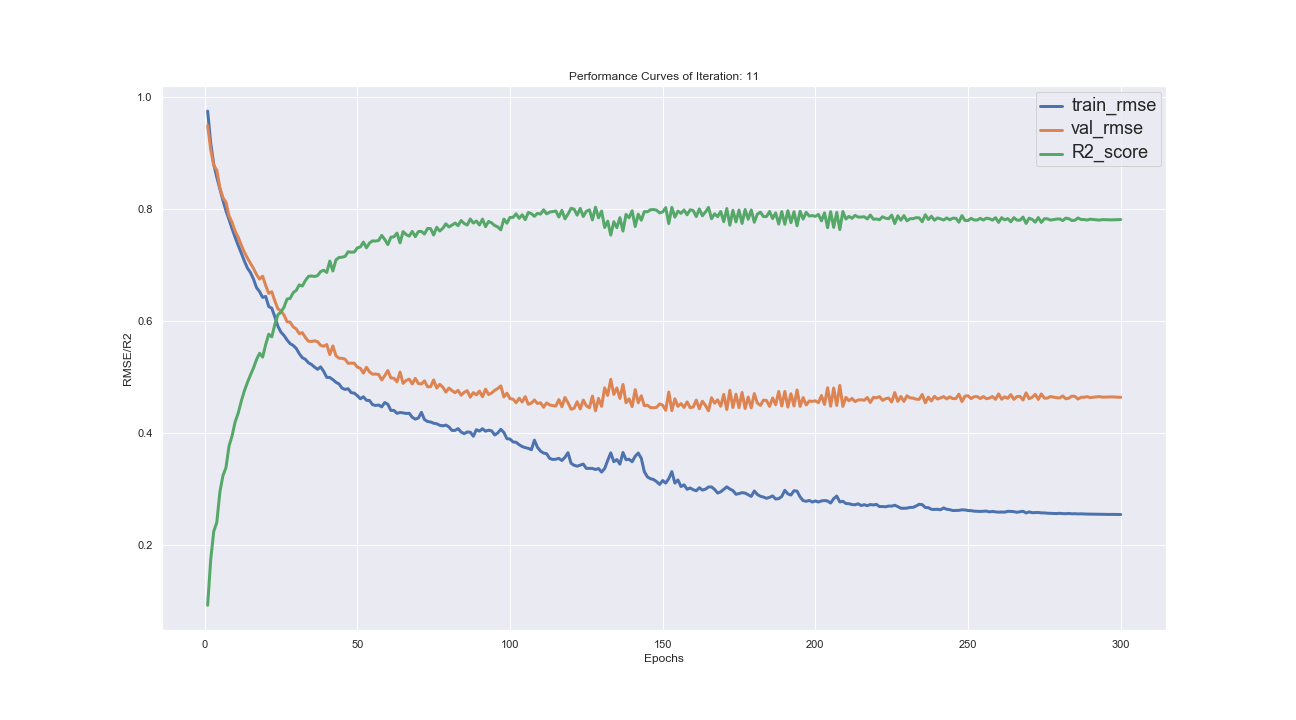 Performance Curves of Iteration: 11
train_rmse
val_rmse
R2_score
1.0
0.8
0.6
0.4
0.2
RMSE/R2
0
50
100
150
200
250
300
Epochs